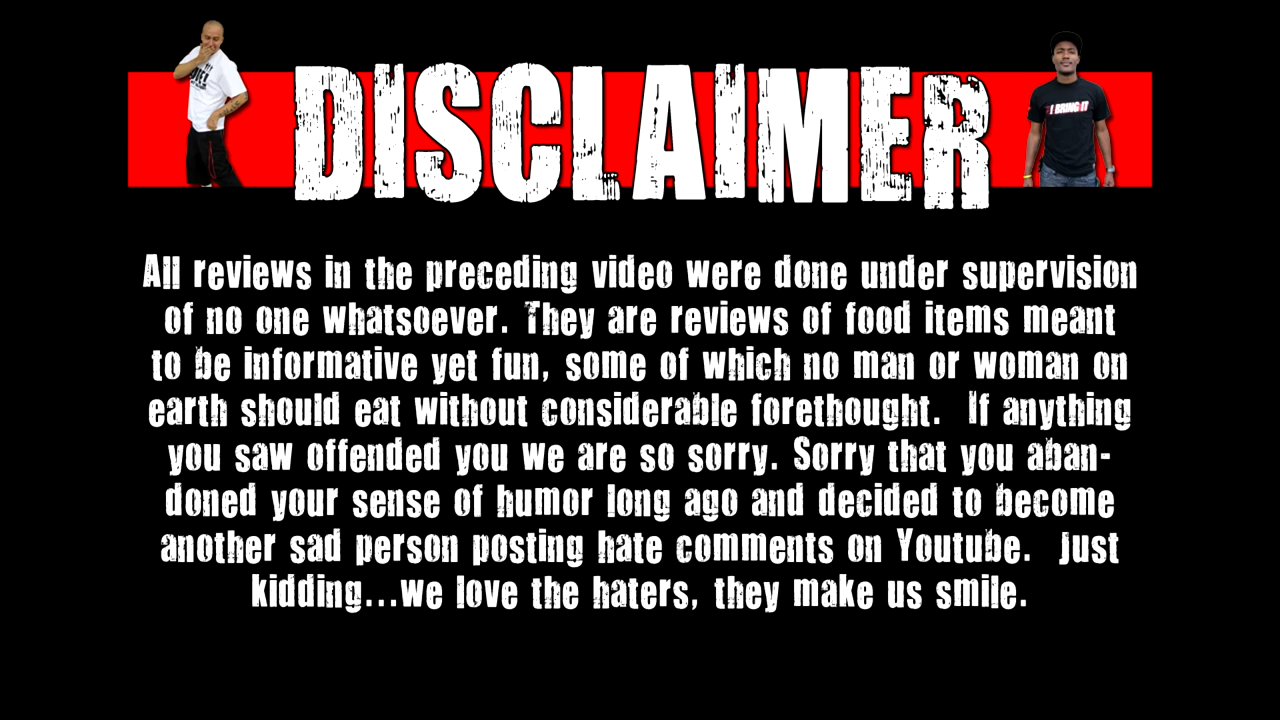 DISCLAIMER
I BRING IT
All reviews in the preceding video were done under supervision
of no one whatsoever. They are reviews of food items meant
to be informative yet fun, some of which no man or woman on
earth should eat without considerable forethought. If anything
you saw offended you we are so sorry. Sorry that you aban-
doned your sense of humor long ago and decided to become
another sad person posting hate comments on Youtube. Just
kidding...we love the haters, they make us smile.